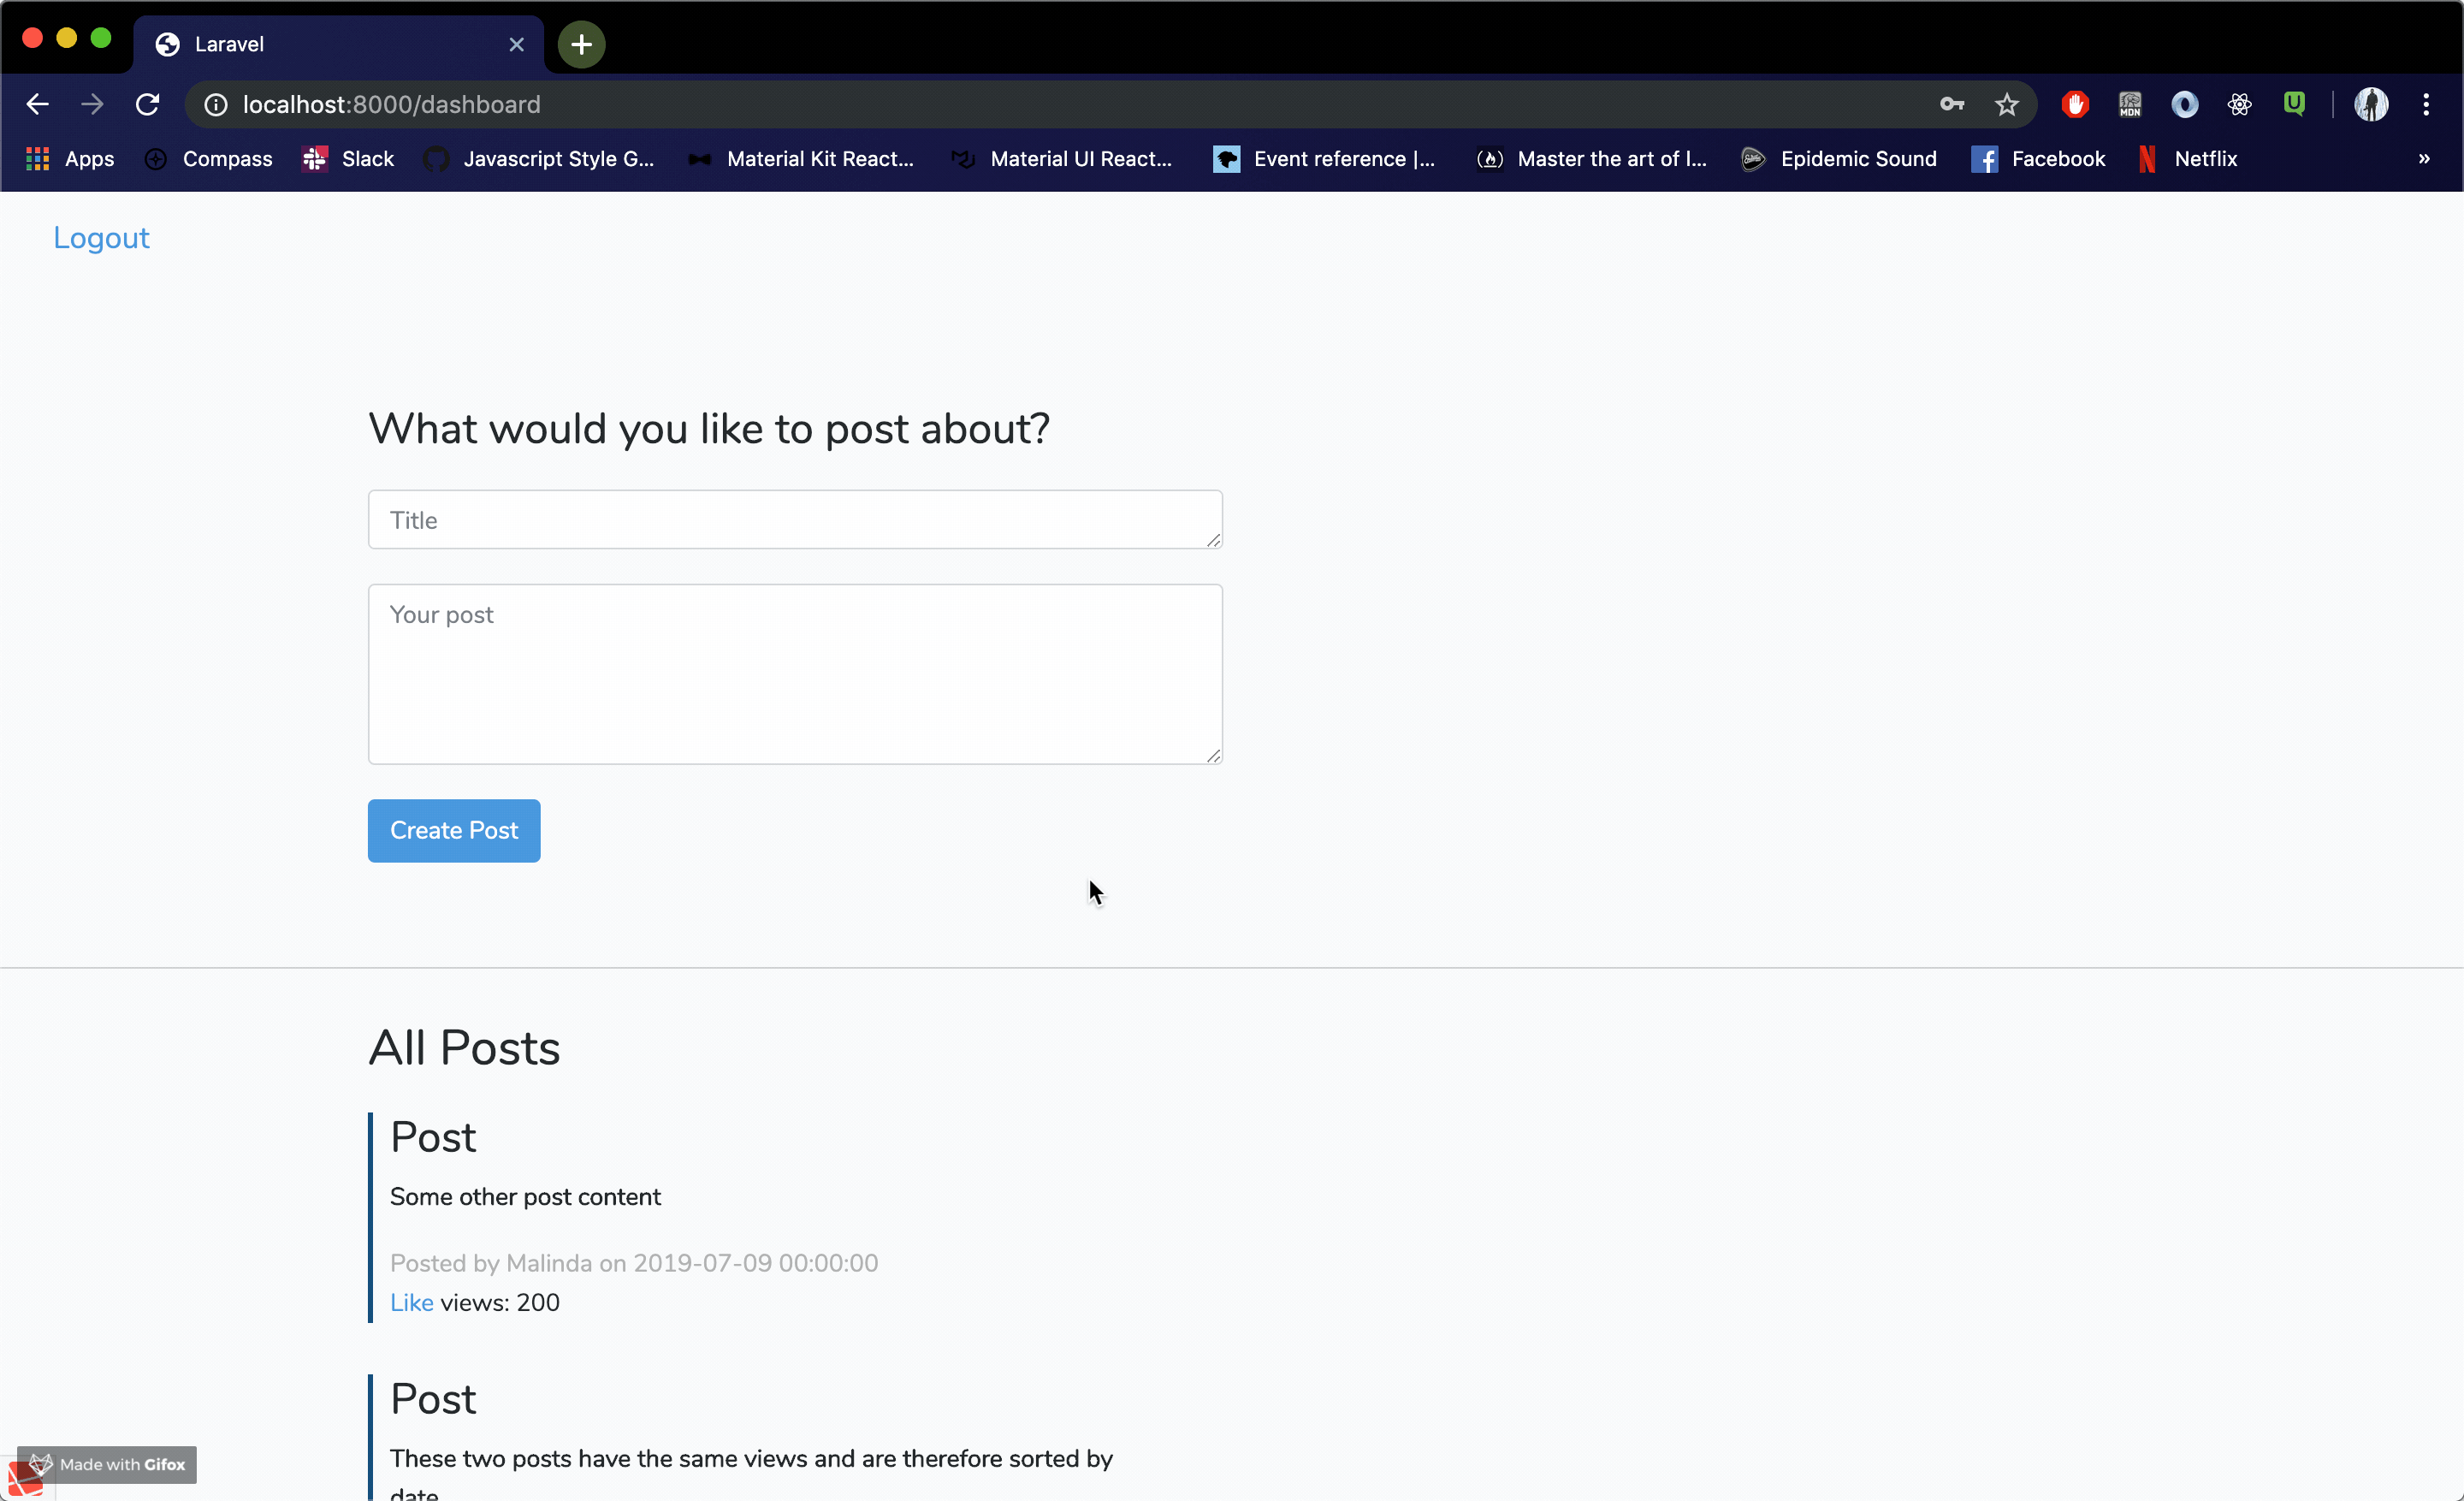 Laravel
localhost:8000/dashboard
MDN
U
Apps
Compass
Slack
Javascript Style G...
Material Kit React...
Material UI React...
Event reference |...
Master the art of l...
Epidemic Sound
Facebook
Netflix
»
Logout
What would you like to post about?
Title
Your post
Create Post
All Posts
Post
Some other post content
Posted by Malinda on 2019-07-09 00:00:00
Like views: 200
Post
These two posts have the same views and are therefore sorted by
date
Made with Gifox